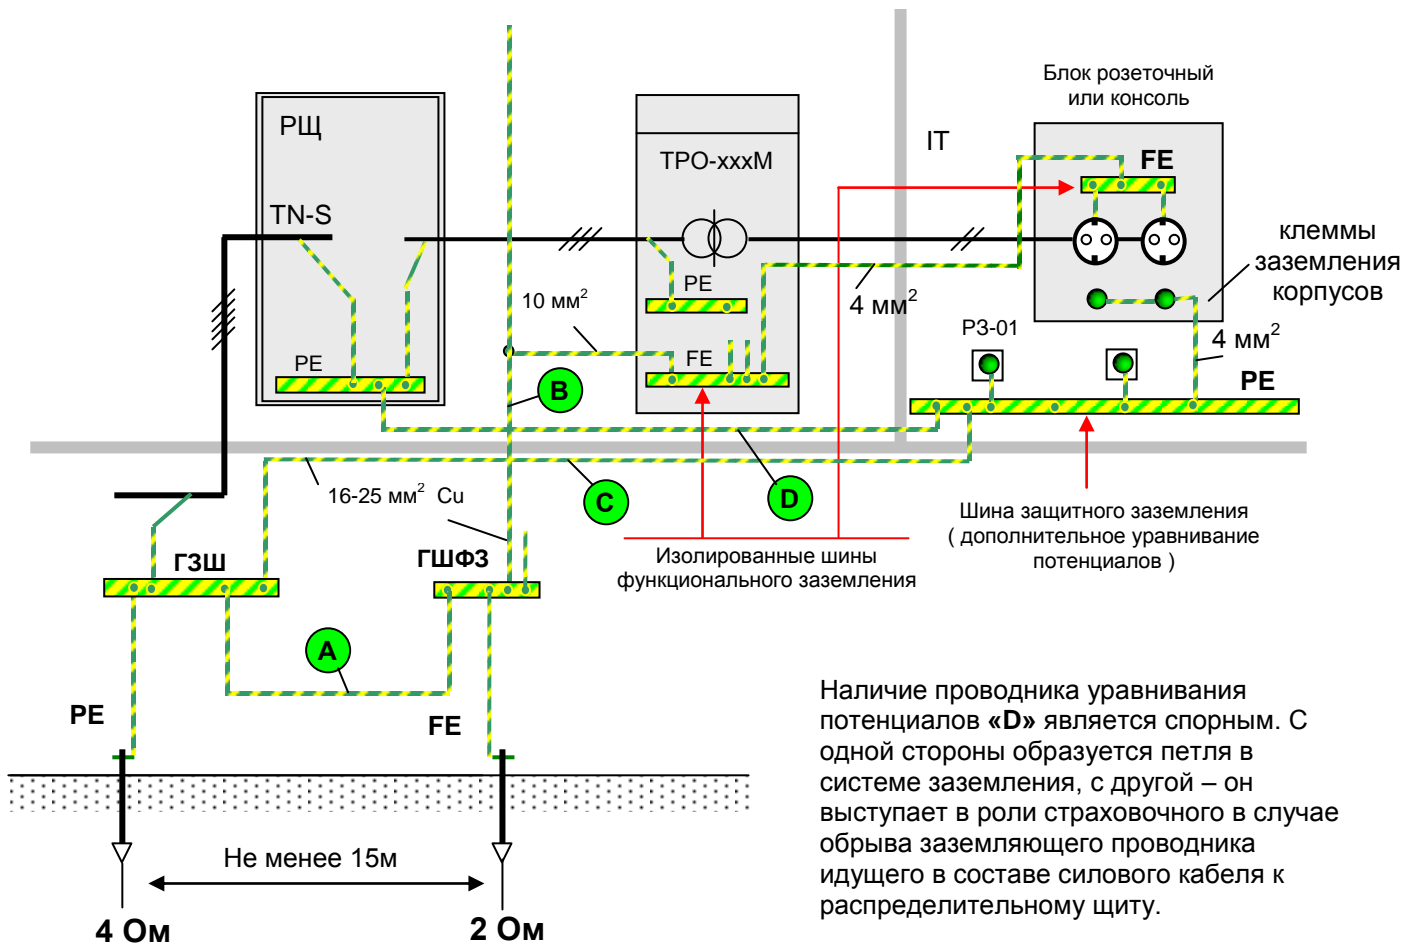 Блок розеточный
или консоль
РЩ
IT
ТРО-xxxМ
FE
TN-S
клеммы
заземления
корпусов
PE
10 мм²
4 мм²
РЗ-01
4 мм²
PE
FE
PE
B
D
C
16-25 мм² Cu
Шина защитного заземления
( дополнительное уравнивание
потенциалов )
ГЗШ
ГШФЗ
Изолированные шины
функционального заземления
A
PE
FE
Наличие проводника уравнивания
потенциалов «D» является спорным. С
одной стороны образуется петля в
системе заземления, с другой – он
выступает в роли страховочного в случае
обрыва заземляющего проводника
идущего в составе силового кабеля к
распределительному щиту.
Не менее 15м
4 Ом
2 Ом